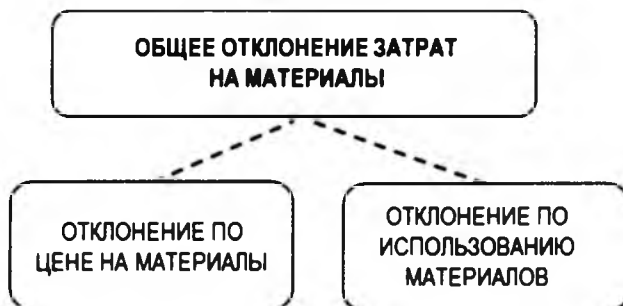 ОБЩЕЕ ОТКЛОНЕНИЕ ЗАТРАТ
НА МАТЕРИАЛЫ
ОТКЛОНЕНИЕ ПО
ЦЕНЕ НА МАТЕРИАЛЫ
ОТКЛОНЕНИЕ ПО
ИСПОЛЬЗОВАНИЮ
МАТЕРИАЛОВ